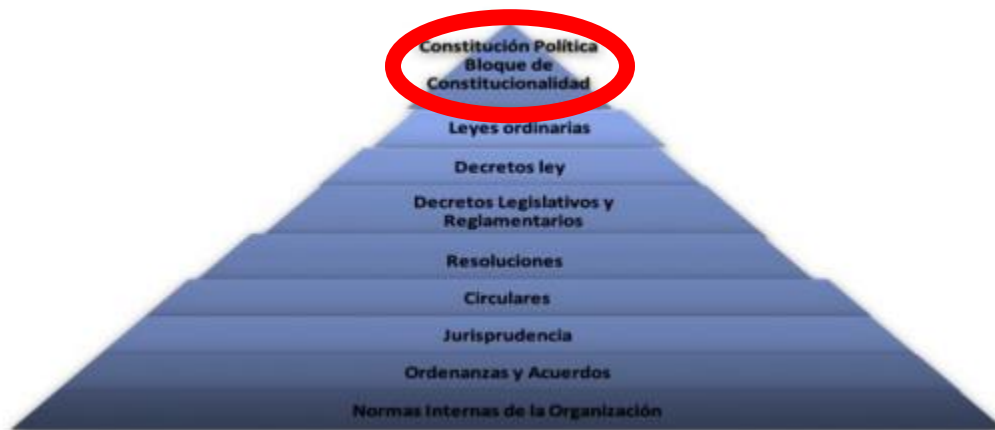 Constitución Política
Bloque de
Constitucionalidad
Leyes ordinarias
Decretos ley
Decretos Legislativos y
Reglamentarios
Resoluciones
Circulares
Jurisprudencia
Ordenanzas y Acuerdos
Normas Internas de la Organización